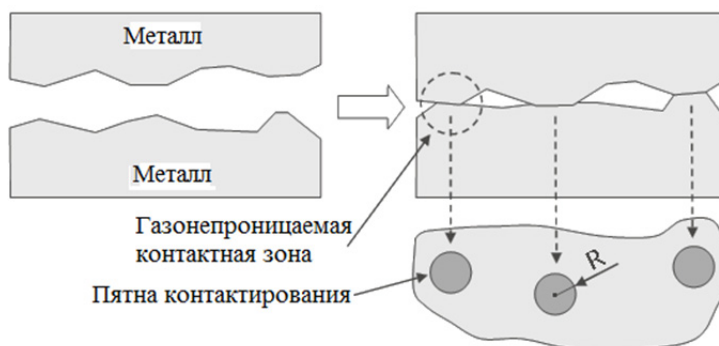 Металл
Металл
Газонепроницаемая
контактная зона
Пятна контактирования
R